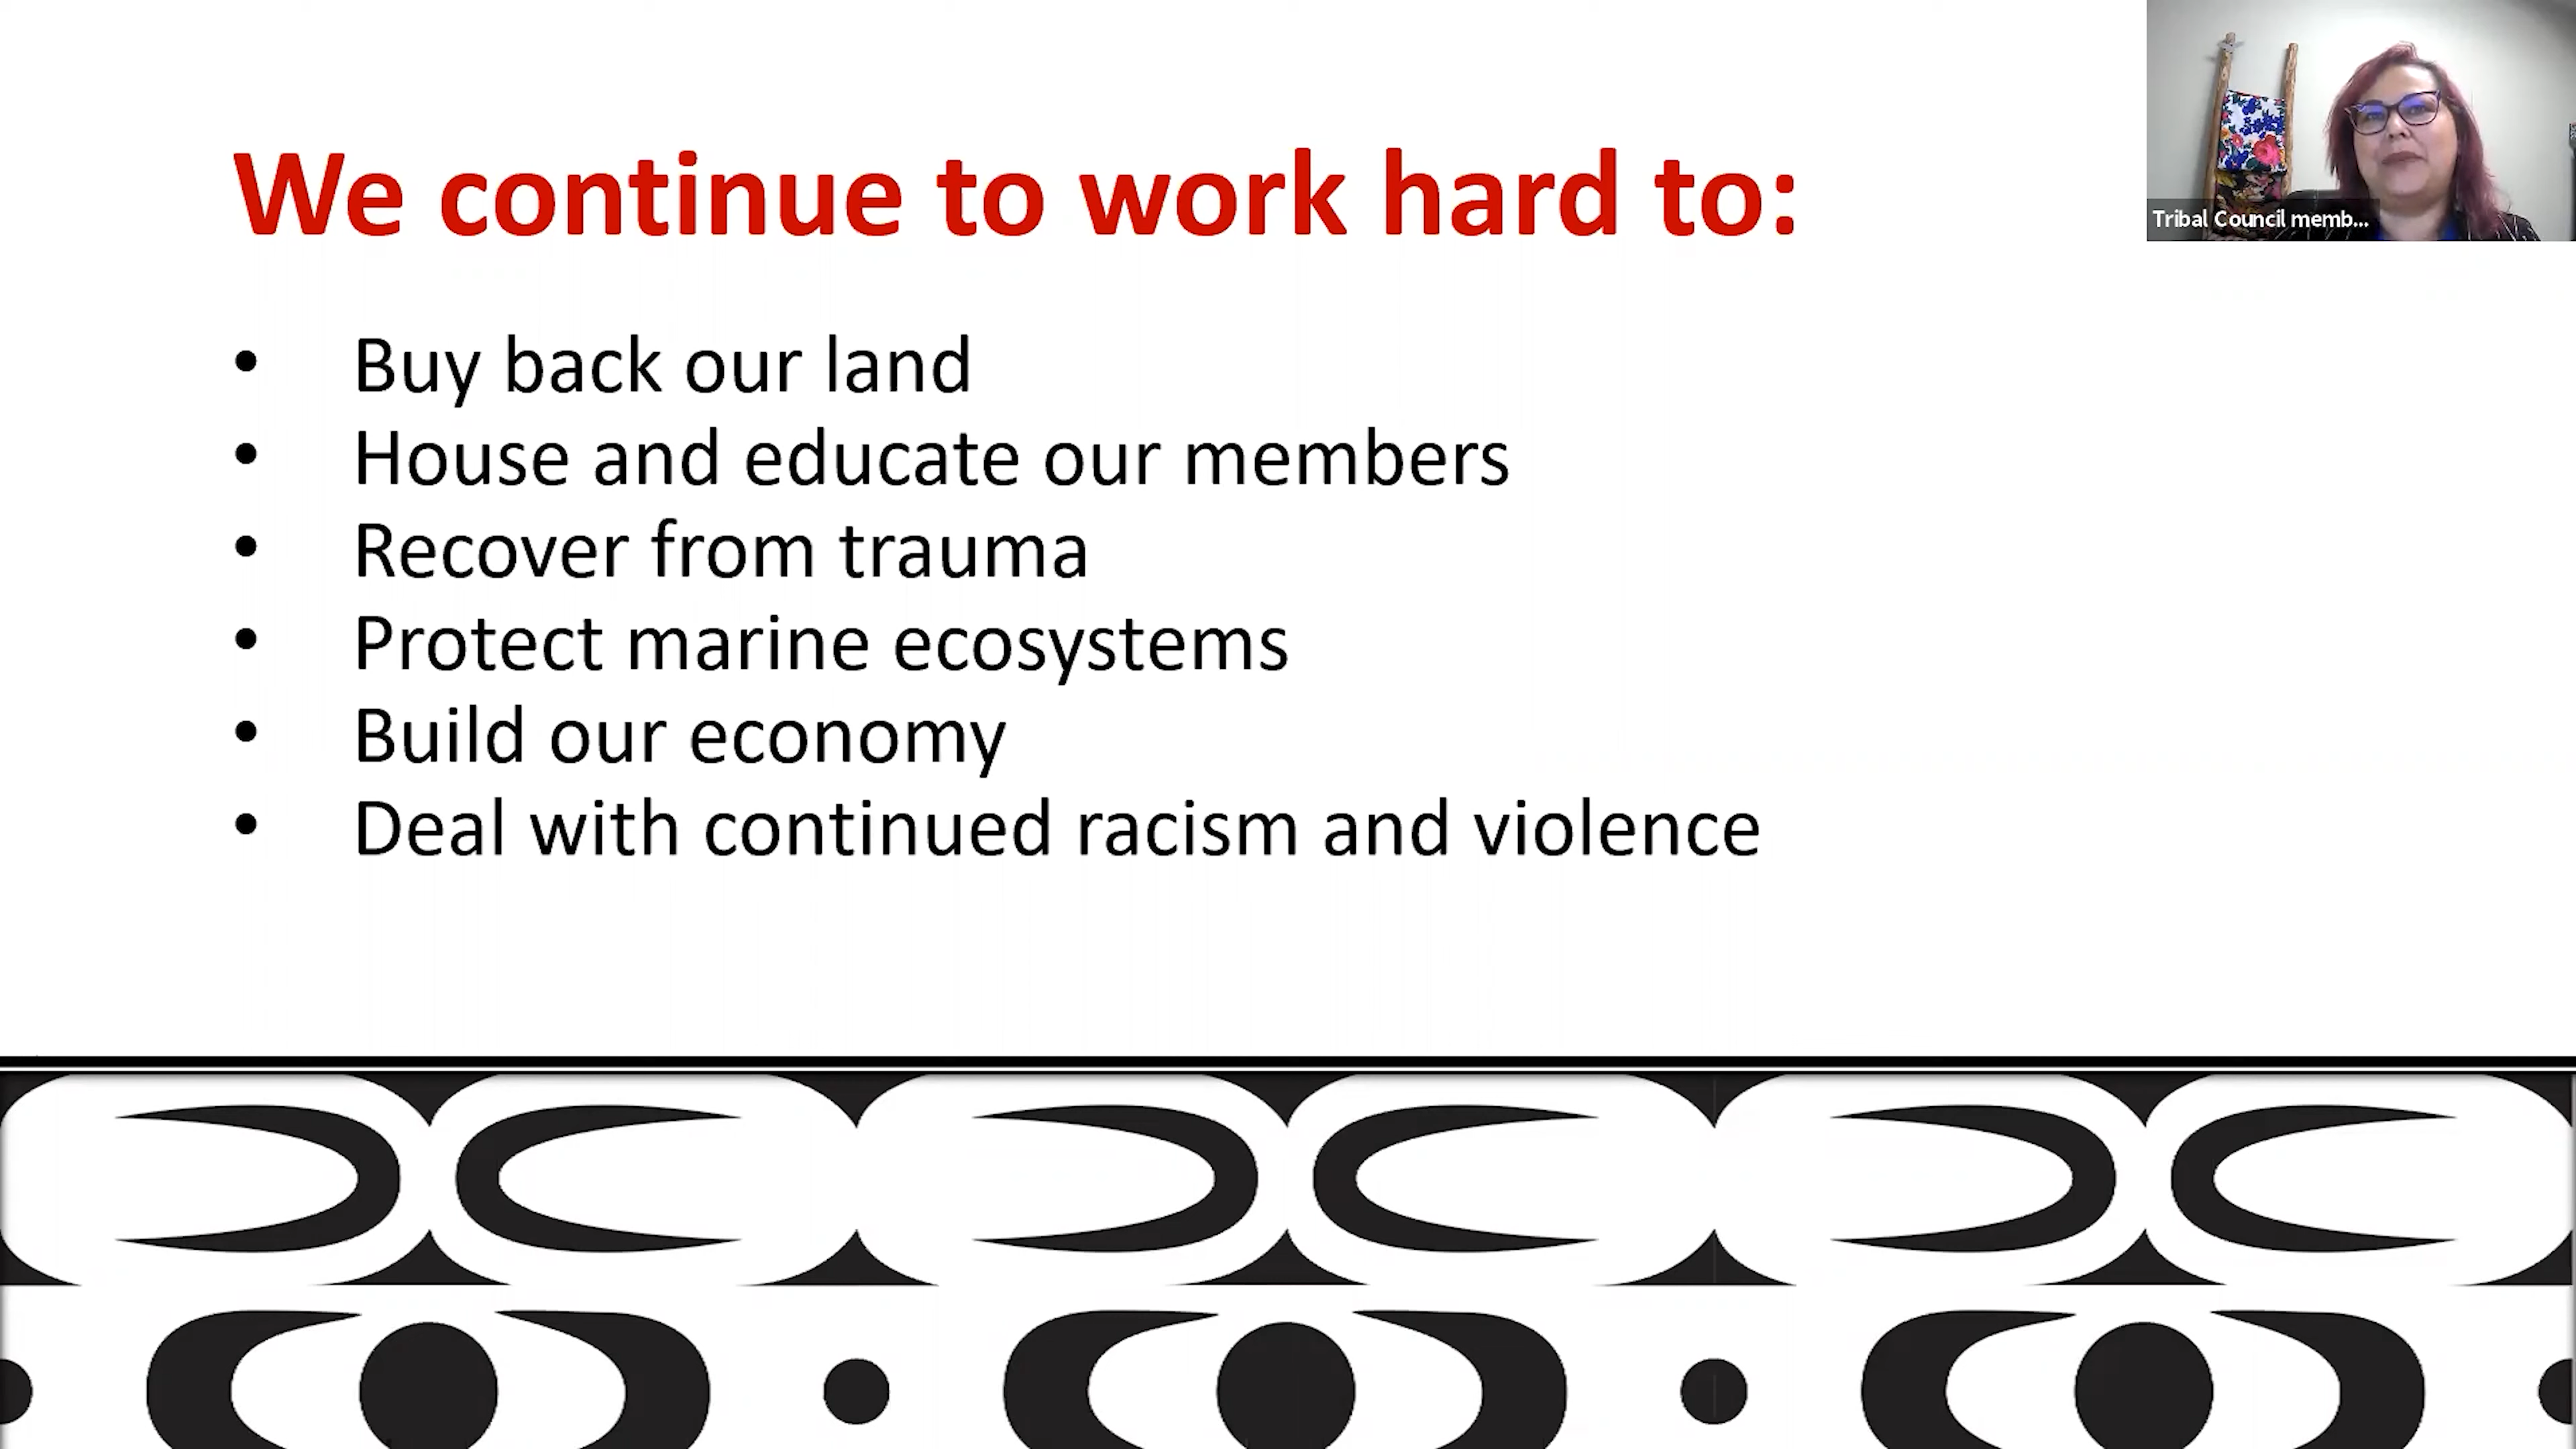 We continue to work hard to:
• Buy back our land
• House and educate our members
• Recover from trauma
• Protect marine ecosystems
• Build our economy
• Deal with continued racism and violence
Tribal Council memb...